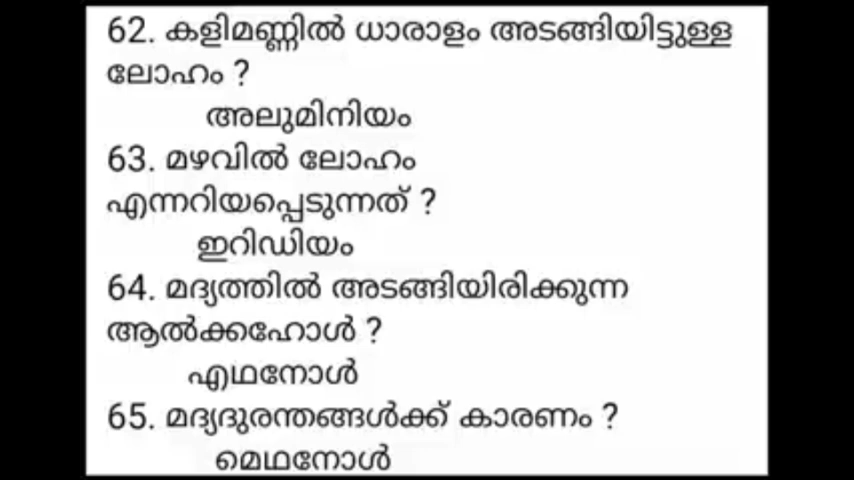 62. കളിമണ്ണിൽ ധാരാളം അടങ്ങിയിട്ടുള്ള
ലോഹം ?
അലുമിനിയം
63. മഴവിൽ ലോഹം
എന്നറിയപ്പെടുന്നത് ?
ഇറിഡിയം
64. മദ്യത്തിൽ അടങ്ങിയിരിക്കുന്ന
ആൽക്കഹോൾ ?
എഥനോൾ
65. മദ്യദുരന്തങ്ങൾക്ക് കാരണം ?
മെഥനോൾ